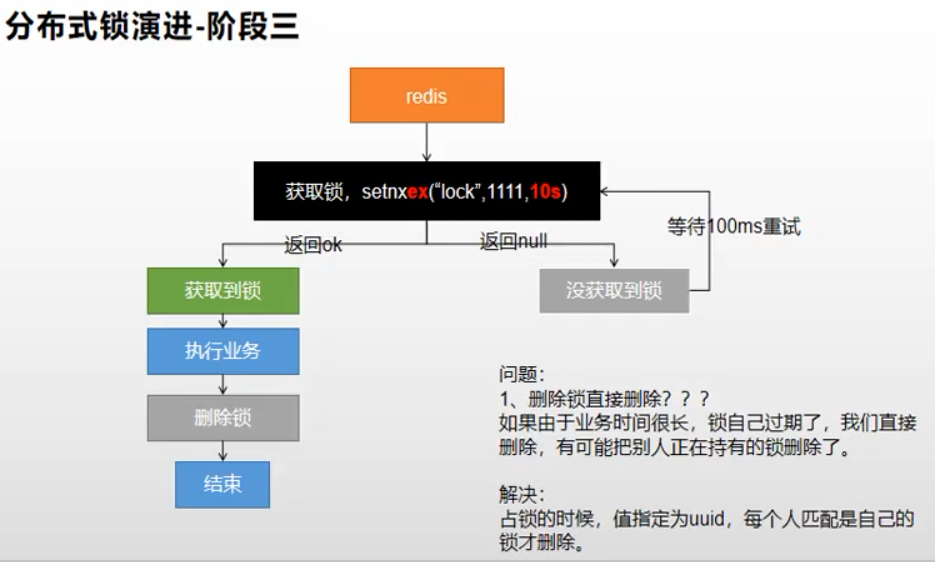 分布式锁演进-阶段三
redis
获取锁，setnxex(“lock”,1111,10s)
等待100ms重试
返回ok
返回null
获取到锁
没获取到锁
执行业务
删除锁
结束
问题：
1、删除锁直接删除？？？
如果由于业务时间很长，锁自己过期了，我们直接
删除，有可能把别人正在持有的锁删除了。
解决：
占锁的时候，值指定为uuid，每个人匹配是自己的
锁才删除。